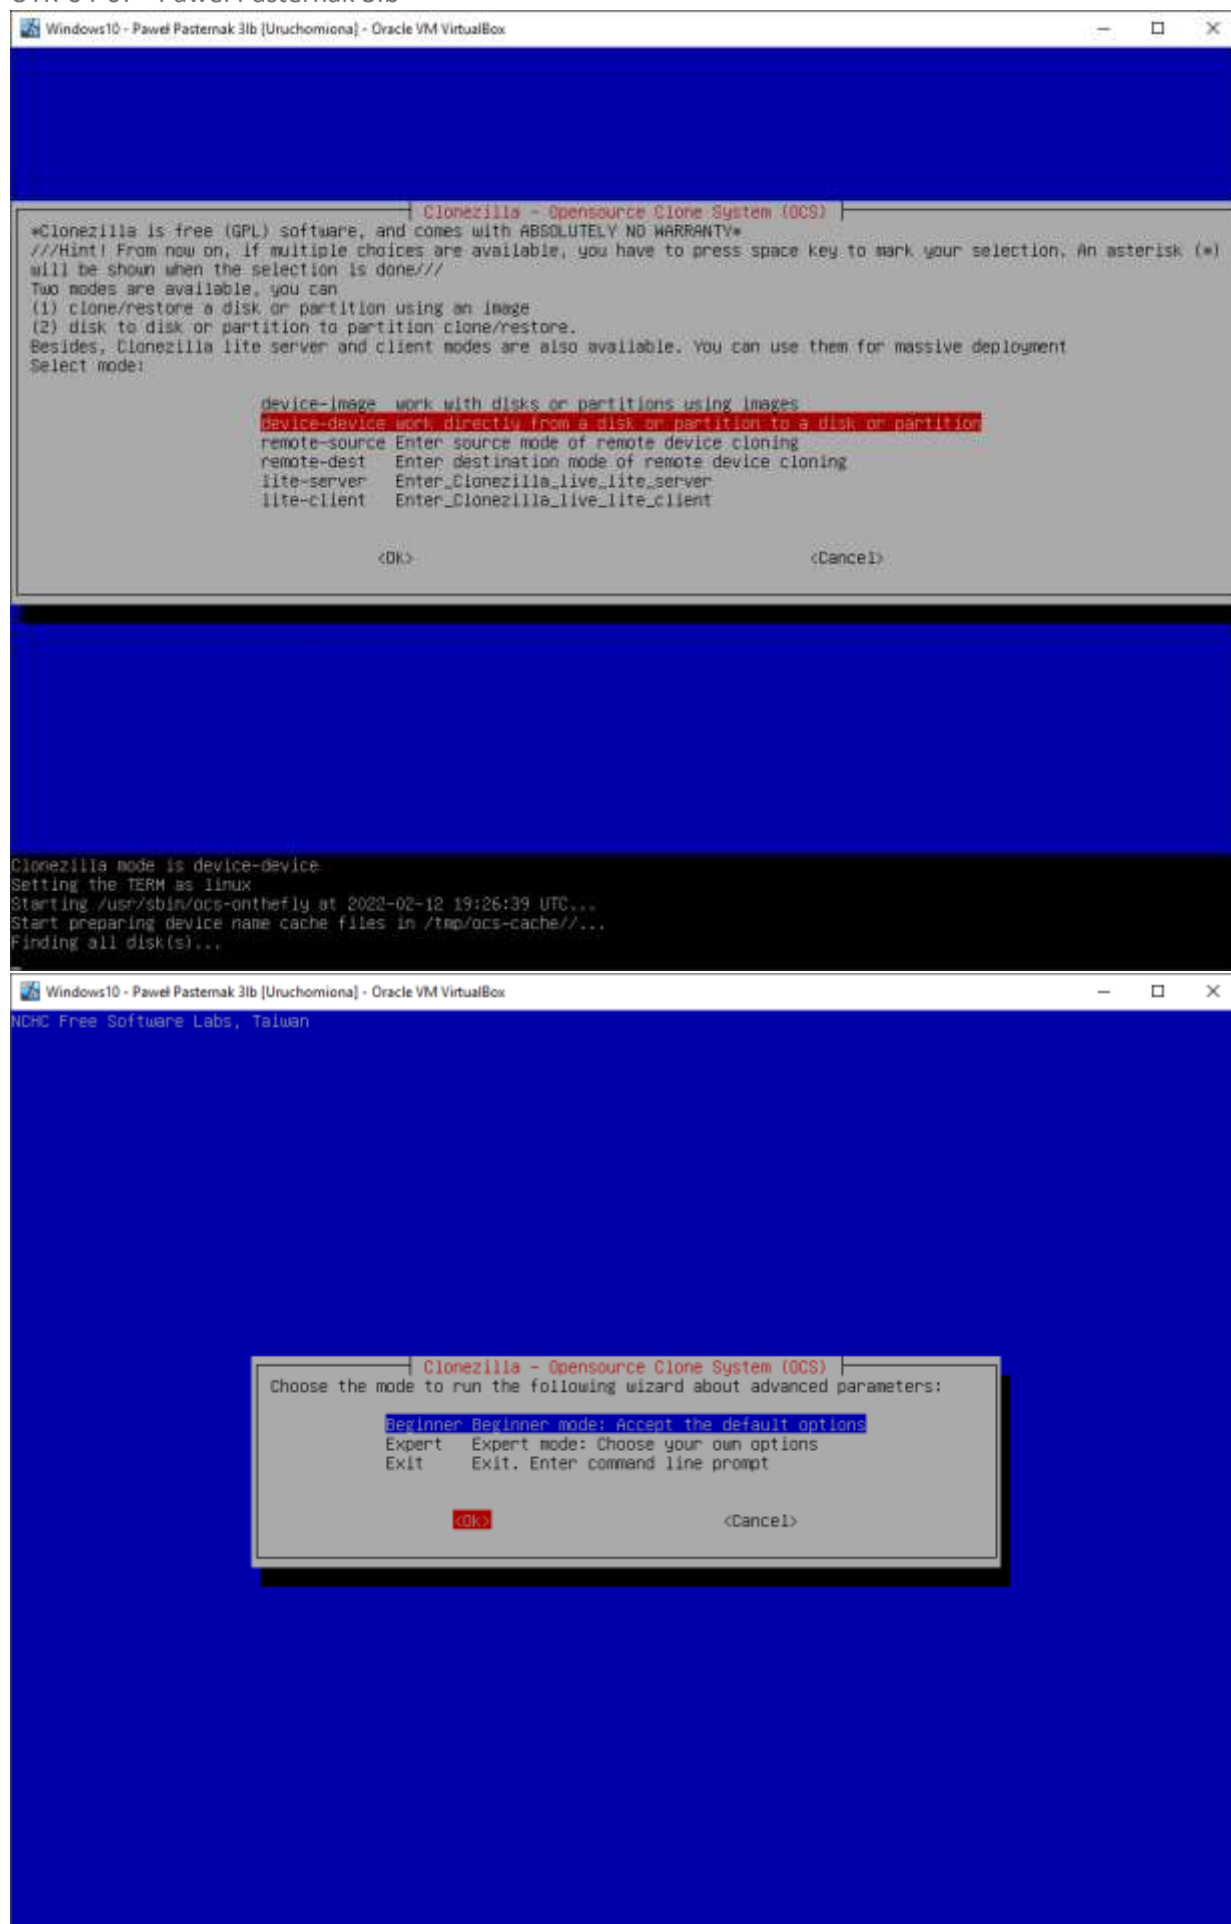 Windows10 - Paweł Pasternak 3lb [Uruchomiona] - Oracle VM VirtualBox
Clonezilla - Opensource Clone System (OCS)
*Clonezilla is free (GPL) software, and comes with ABSOLUTELY NO WARRANTY*
///Hint! From now on, if multiple choices are available, you have to press space key to mark your selection. An asterisk (*)
will be shown when the selection is done///
Two modes are available, you can
(1) clone/restore a disk or partition using an image
(2) disk to disk or partition to partition clone/restore.
Besides, Clonezilla lite server and client modes are also available. You can use them for massive deployment
Select mode:
device-image work with disks or partitions using images
device-device work directly from a disk or partition to a disk or partition
remote-source Enter source mode of remote device cloning
remote-dest Enter destination mode of remote device cloning
lite-server Enter_Clonezilla_live_lite_server
lite-client Enter_Clonezilla_live_lite_client
<Ok> <Cancel>
Clonezilla mode is device-device
Setting the TERM as linux
Starting /usr/sbin/ocs-onthefly at 2022-02-12 19:26:39 UTC...
Start preparing device name cache files in /tmp/ocs-cache//...
Finding all disk(s)...
Windows10 - Paweł Pasternak 3lb [Uruchomiona] - Oracle VM VirtualBox
NCHC Free Software Labs, Taiwan
Clonezilla - Opensource Clone System (OCS)
Choose the mode to run the following wizard about advanced parameters:
Beginner Beginner mode: Accept the default options
Expert Expert mode: Choose your own options
Exit Exit. Enter command line prompt
<Ok> <Cancel>